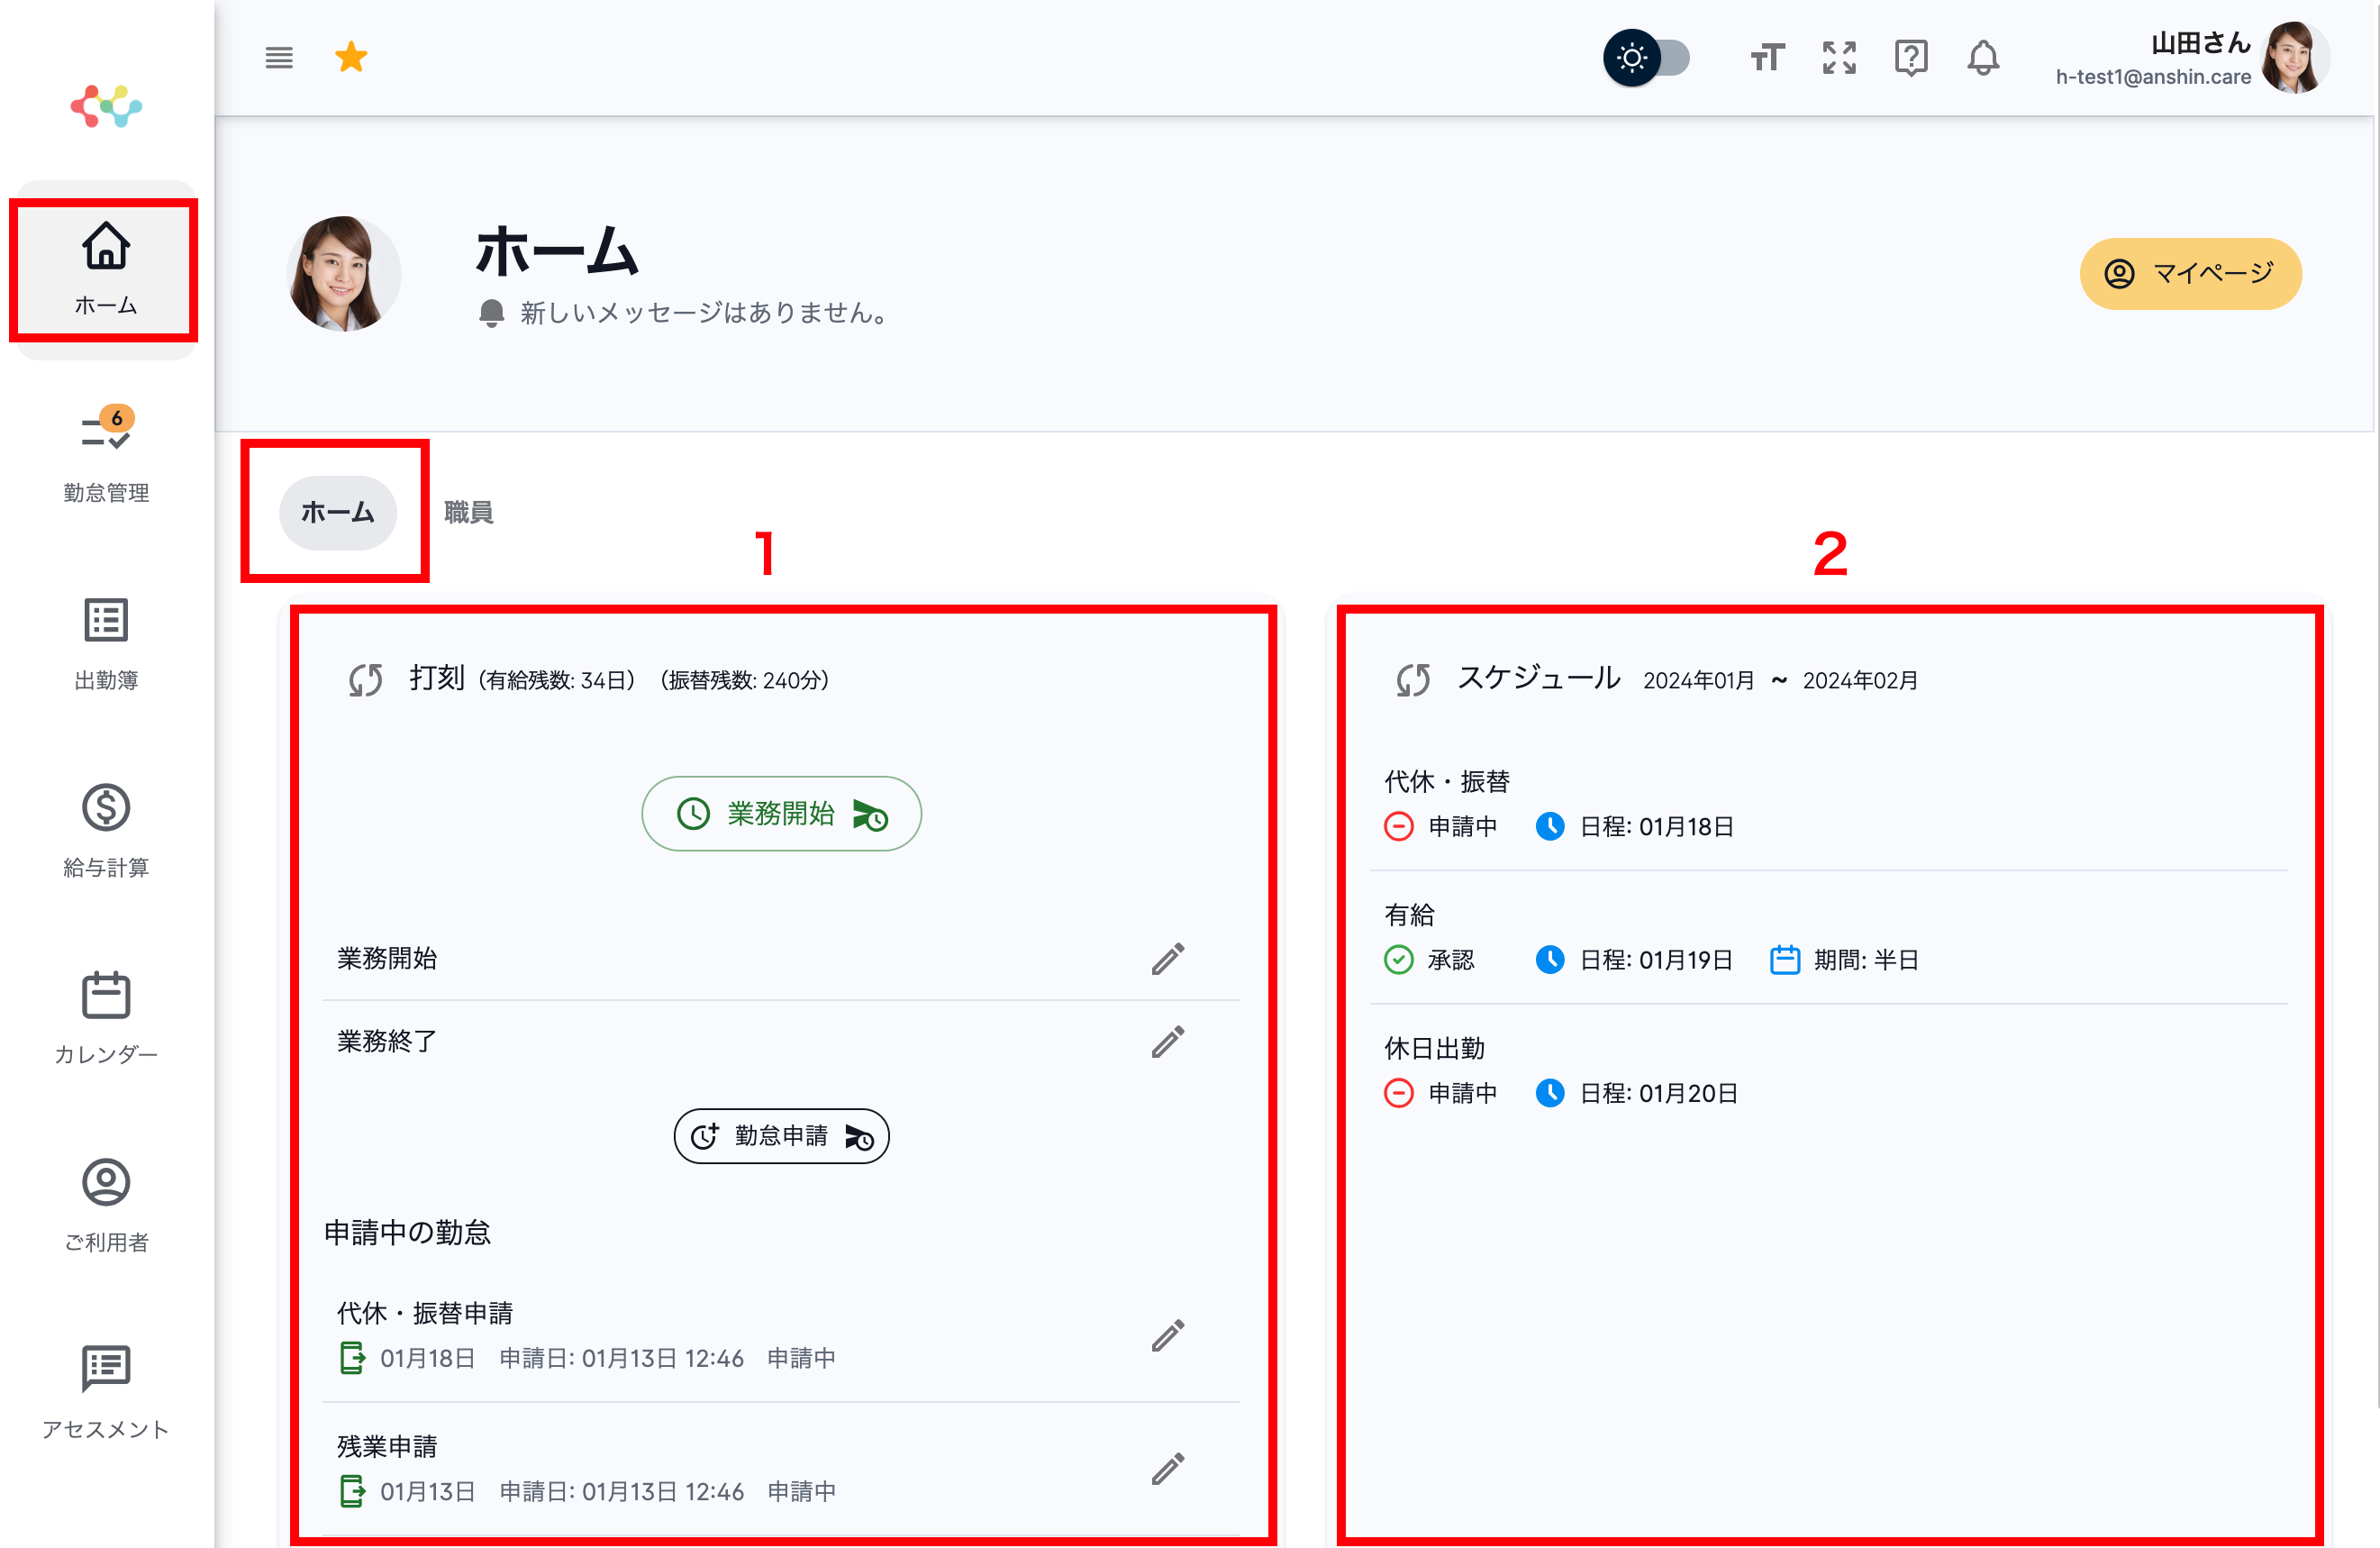 山田さん
h-test1@anshin.care
ホーム
6
勤怠管理
出勤簿
給与計算
カレンダー
ご利用者
アセスメント
ホーム
新しいメッセージはありません。
マイページ
ホーム
職員
1
打刻 (有給残数: 34日) (振替残数: 240分)
業務開始
業務開始
業務終了
勤怠申請
申請中の勤怠
代休・振替申請
01月18日 申請日: 01月13日 12:46 申請中
残業申請
01月13日 申請日: 01月13日 12:46 申請中
2
スケジュール 2024年01月 ~ 2024年02月
代休・振替
申請中 日程: 01月18日
有給
承認 日程: 01月19日 期間: 半日
休日出勤
申請中 日程: 01月20日